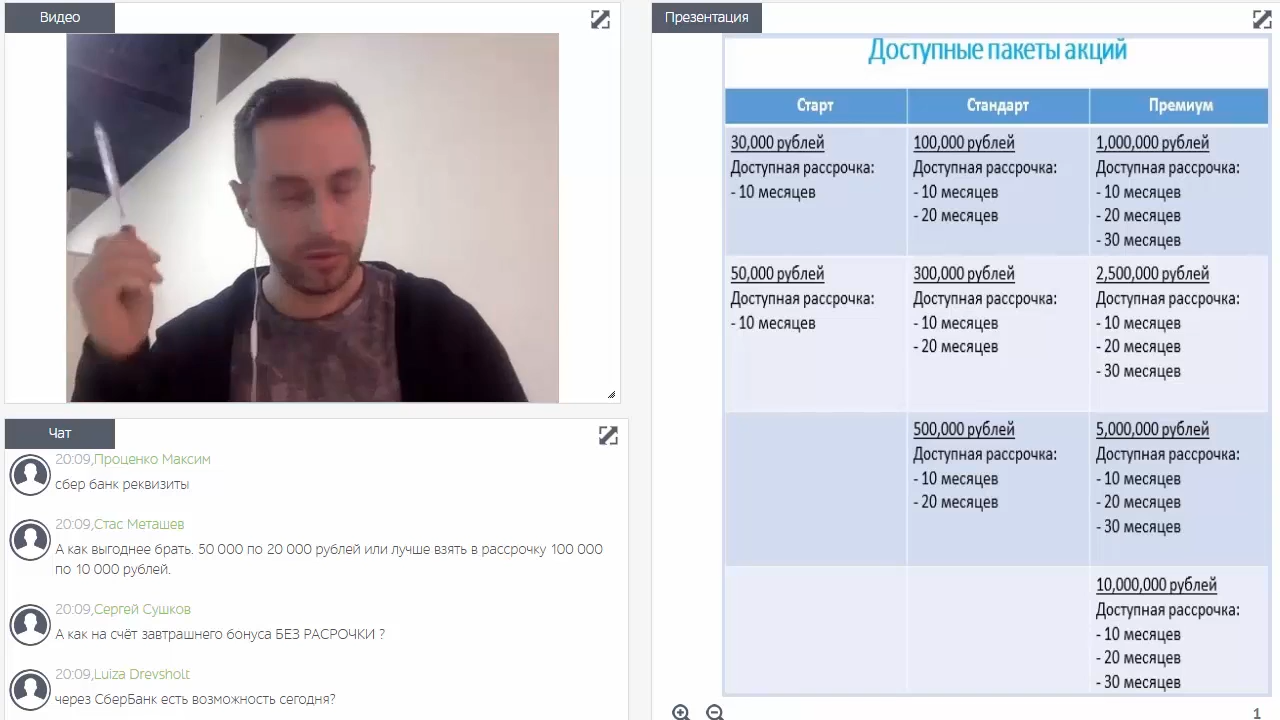 Видео
Чат
20:09,Проценко Максим
сбер банк реквизиты
20:09,Стас Меташев
А как выгоднее брать. 50 000 по 20 000 рублей или лучше взять в рассрочку 100 000
по 10 000 рублей.
20:09,Сергей Сушков
А как на счёт завтрашнего бонуса БЕЗ РАСРОЧКИ ?
20:09,Luiza Drevsholt
через СберБанк есть возможность сегодня?
Презентация
Доступные пакеты акций
Старт
Стандарт
Премиум
30,000 рублей
Доступная рассрочка:
- 10 месяцев
100,000 рублей
Доступная рассрочка:
- 10 месяцев
- 20 месяцев
1,000,000 рублей
Доступная рассрочка:
- 10 месяцев
- 20 месяцев
- 30 месяцев
50,000 рублей
Доступная рассрочка:
- 10 месяцев
300,000 рублей
Доступная рассрочка:
- 10 месяцев
- 20 месяцев
2,500,000 рублей
Доступная рассрочка:
- 10 месяцев
- 20 месяцев
- 30 месяцев
500,000 рублей
Доступная рассрочка:
- 10 месяцев
- 20 месяцев
5,000,000 рублей
Доступная рассрочка:
- 10 месяцев
- 20 месяцев
- 30 месяцев
10,000,000 рублей
Доступная рассрочка:
- 10 месяцев
- 20 месяцев
- 30 месяцев
1